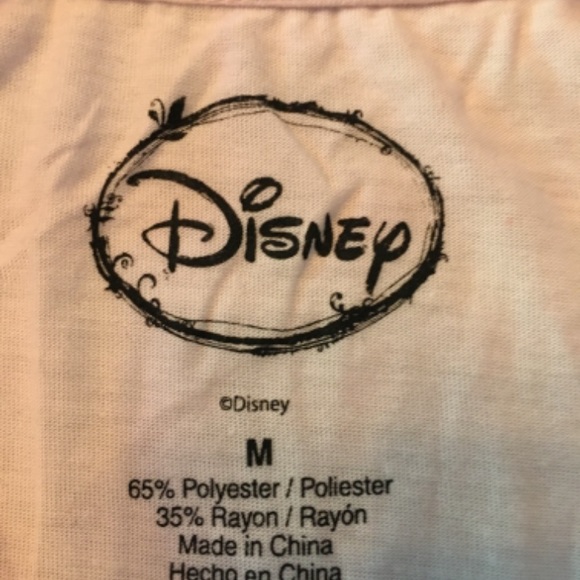 Disney
©Disney
M
65% Polyester / Poliester
35% Rayon / Rayón
Made in China
Hecho en China